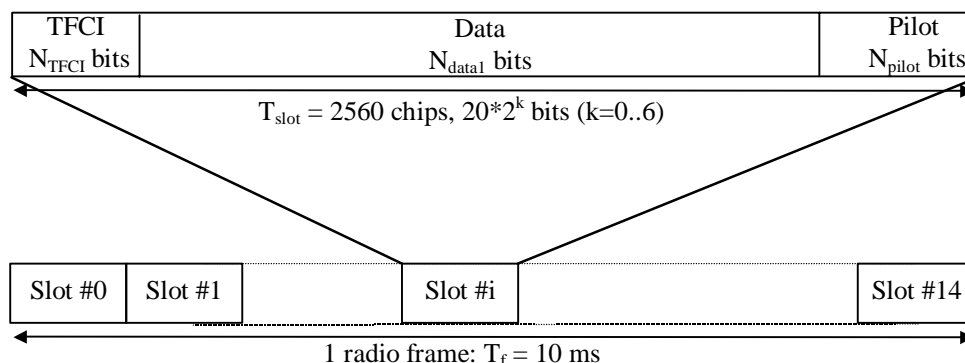 TFCI
N_TFCI bits
Data
N_data1 bits
Pilot
N_pilot bits
T_slot = 2560 chips, 20*2^k bits (k=0..6)
Slot #0 Slot #1 Slot #i Slot #14
1 radio frame: T_f = 10 ms